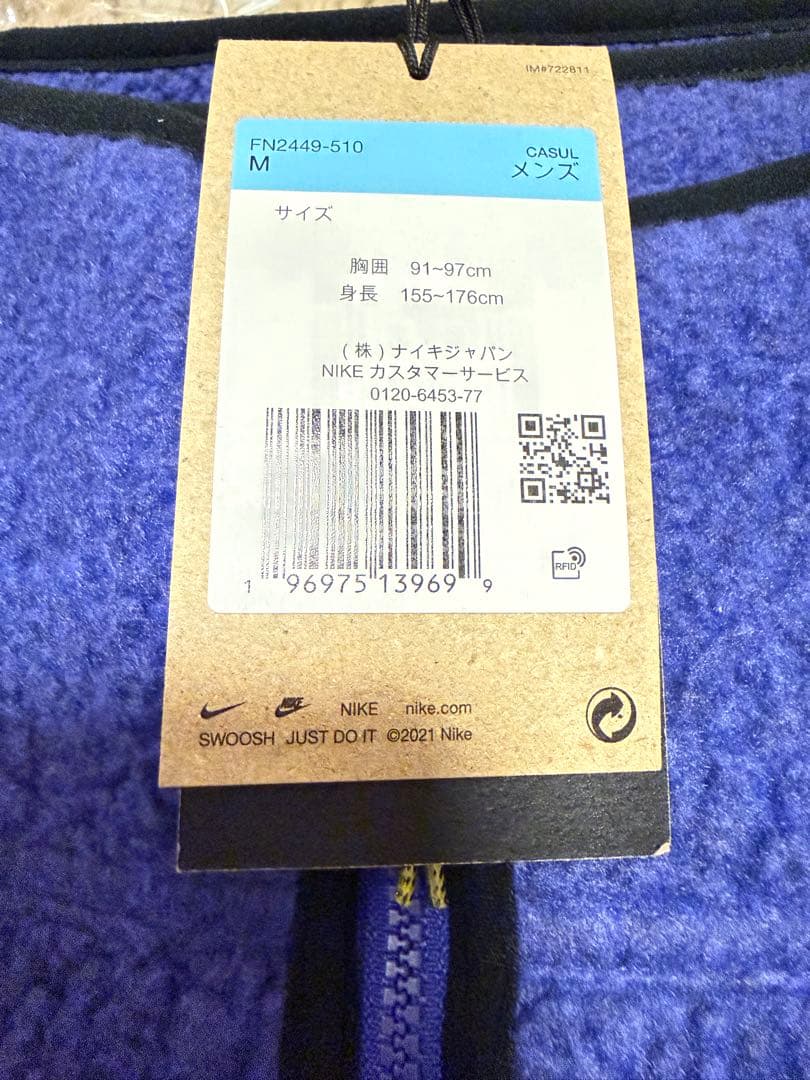 IM#722811
FN2449-510
M
CASUL
メンズ
サイズ
胸囲 91~97cm
身長 155~176cm
(株)ナイキジャパン
NIKE カスタマーサービス
0120-6453-77
1 96975 13969 9
RFID
NIKE nike.com
SWOOSH JUST DO IT ©2021 Nike